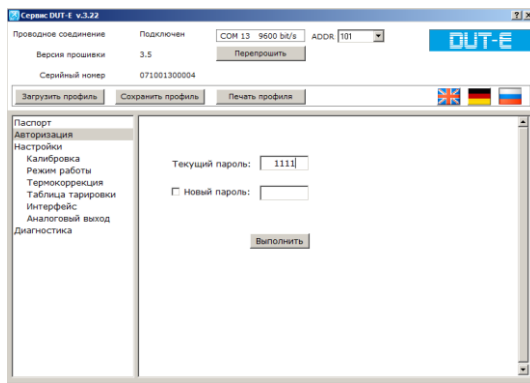 Сервис DUT-E v.3.22
Проводное соединение Подключен COM 13 9600 bit/s ADDR 101
DUT-E
Версия прошивки 3.5 Перепрошить
Серийный номер 071001300004
Загрузить профиль Сохранить профиль Печать профиля
Паспорт
Авторизация
Настройки
Калибровка
Режим работы
Термокоррекция
Таблица тарировки
Интерфейс
Аналоговый выход
Диагностика
Текущий пароль: 1111
Новый пароль:
Выполнить